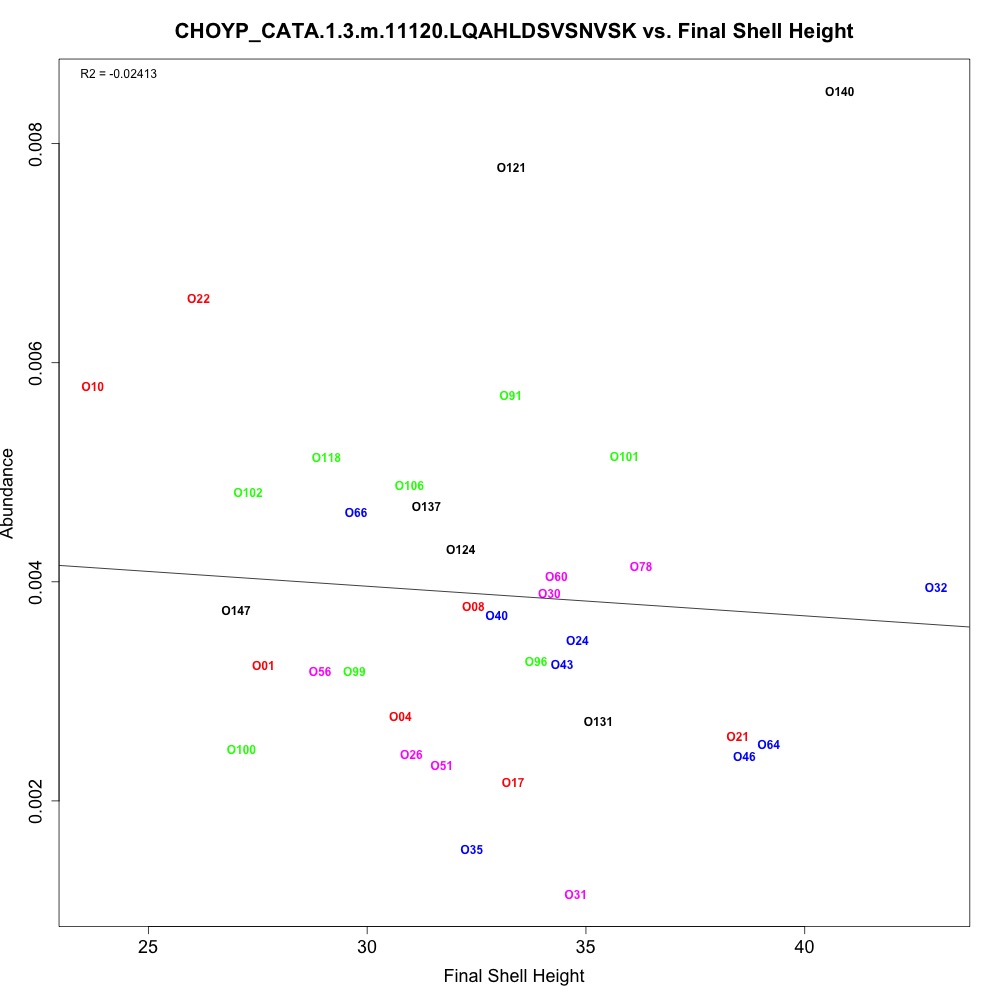 CHOYP_CATA.1.3.m.11120.LQAHLDSVSNVSK vs. Final Shell Height
R2 = -0.02413
O140
0.008
O121
O22
0.006
O10
O91
O118
O101
O106
O102
O137
O66
O124
O78
O60
0.004
O32
O30
O08
O147
O40
O24
O96
O43
O01
O56
O99
O04
O131
O21
O64
O100
O26
O46
O51
O17
0.002
O35
O31
Abundance
25
30
35
40
Final Shell Height